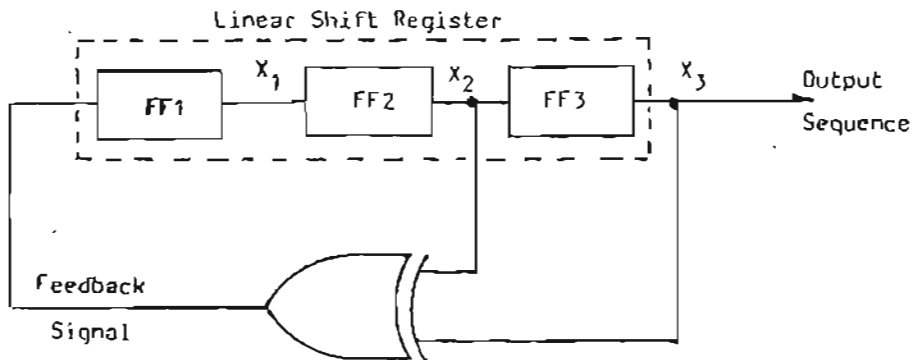 Linear Shift Register
FF1
X1
FF2
X2
FF3
X3
Output
Sequence
Feedback
Signal